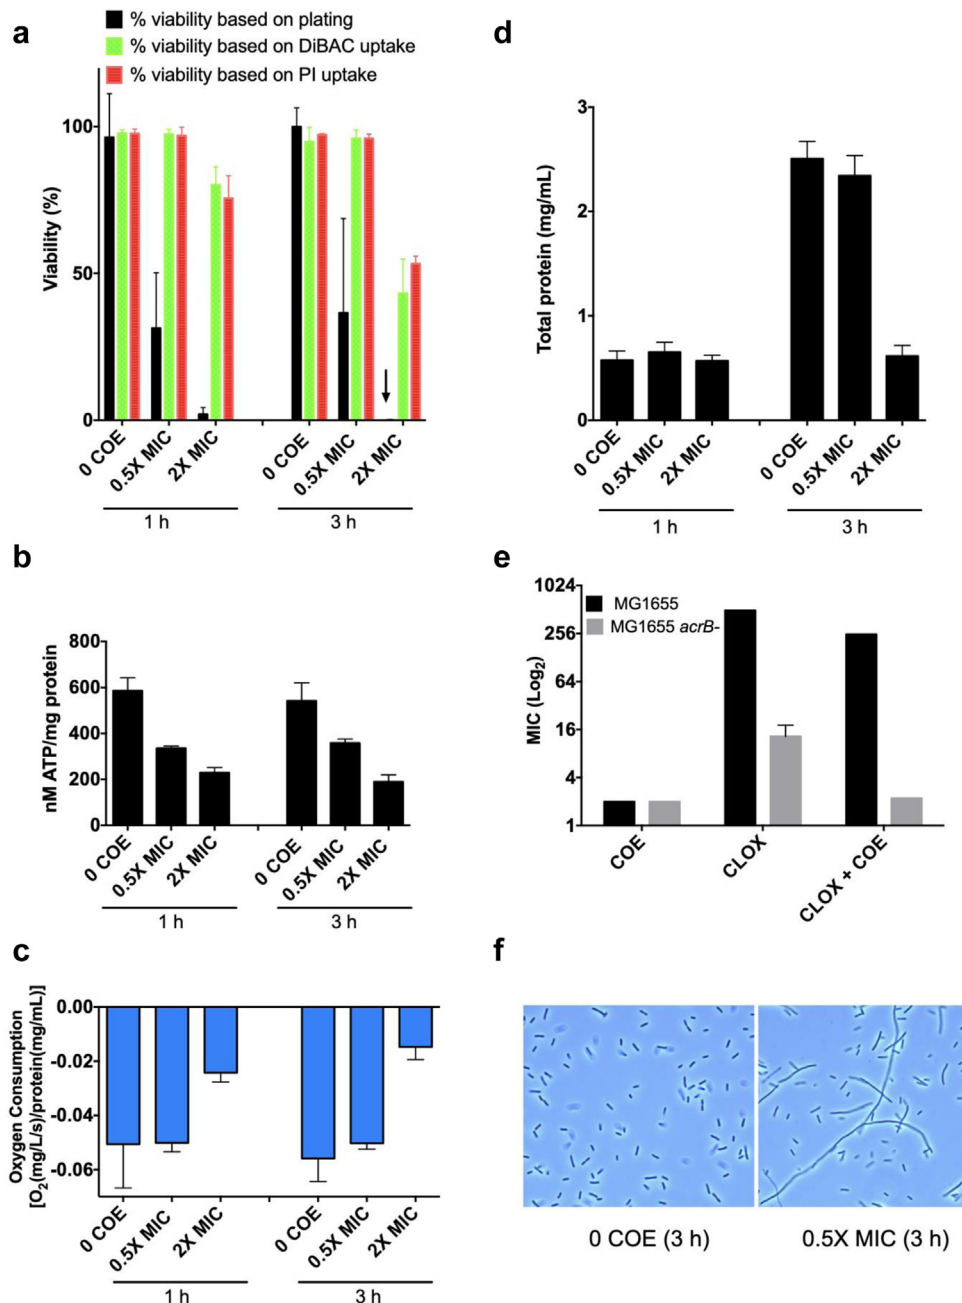 a
% viability based on plating
% viability based on DiBAC uptake
% viability based on PI uptake
Viability (%)
100
50
0
0 COE
0.5X MIC
2X MIC
0 COE
0.5X MIC
2X MIC
1 h
3 h
b
nM ATP/mg protein
800
600
400
200
0
0 COE
0.5X MIC
2X MIC
0 COE
0.5X MIC
2X MIC
1 h
3 h
c
Oxygen Consumption
[O₂(mg/L/s)/protein(mg/mL)]
0.00
-0.02
-0.04
-0.06
0 COE
0.5X MIC
2X MIC
0 COE
0.5X MIC
2X MIC
1 h
3 h
d
Total protein (mg/mL)
3
2
1
0
0 COE
0.5X MIC
2X MIC
0 COE
0.5X MIC
2X MIC
1 h
3 h
e
MG1655
MG1655 acrB-
MIC (Log₂)
1024
256
64
16
4
1
COE
CLOX
CLOX + COE
f
0 COE (3 h)
0.5X MIC (3 h)